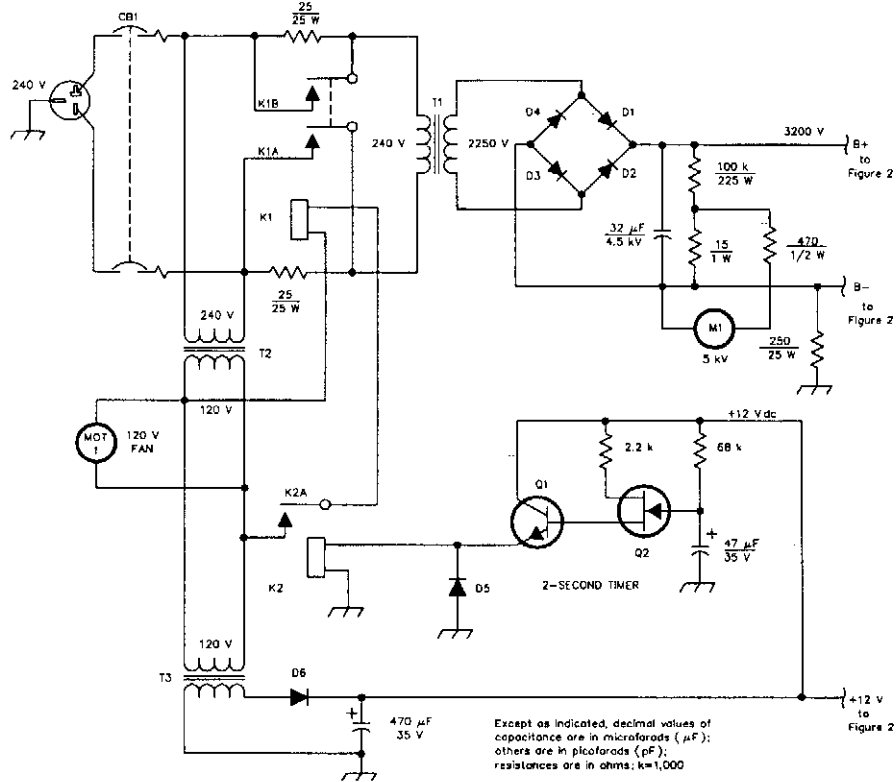 CB1
25
25 W
240 V
K1B
K1A
K1
25
25 W
240 V
T1
2250 V
D4
D1
D3
D2
3200 V
B+
to
Figure 2
100 k
225 W
32 µF
4.5 kV
15
1 W
470
1/2 W
B−
to
Figure 2
M1
5 kV
250
25 W
240 V
T2
120 V
MOT
1
120 V
FAN
K2A
K2
+12 Vdc
2.2 k
68 k
Q1
Q2
47 µF
35 V
D5
2-SECOND TIMER
120 V
T3
D6
470 µF
35 V
+12 V
to
Figure 2
Except as indicated, decimal values of
capacitance are in microfarads (µF);
others are in picofarads (pF);
resistances are in ohms; k=1,000